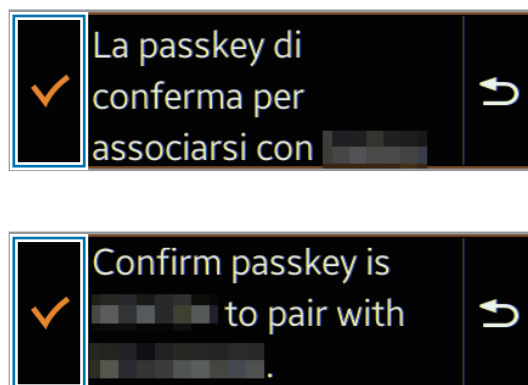 La passkey di
conferma per
associarsi con
Confirm passkey is
to pair with
.